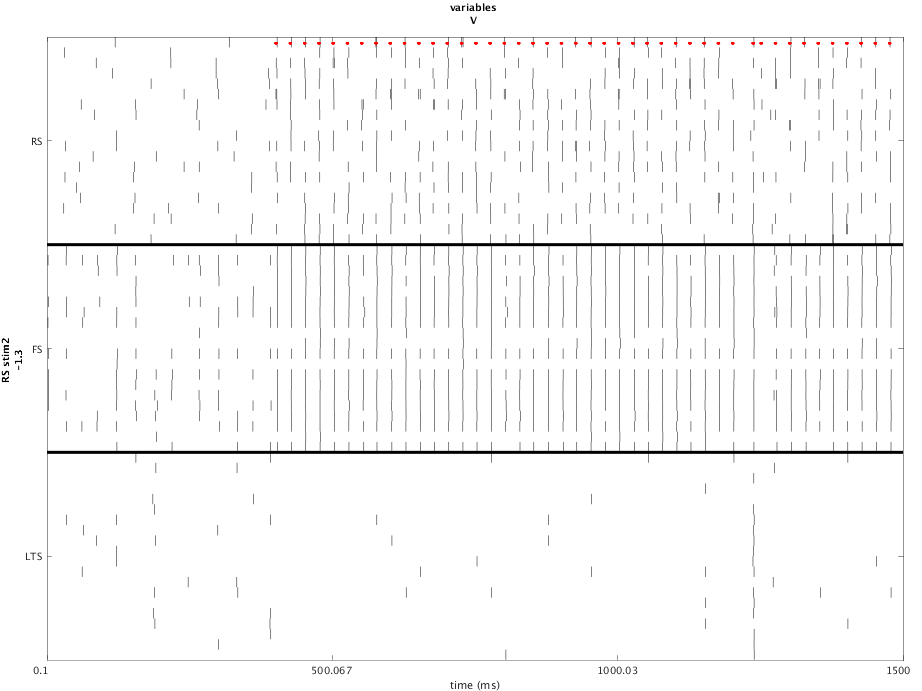 variables
V
RS
FS
LTS
RS stim2
-1.3
0.1
500.067
1000.03
1500
time (ms)